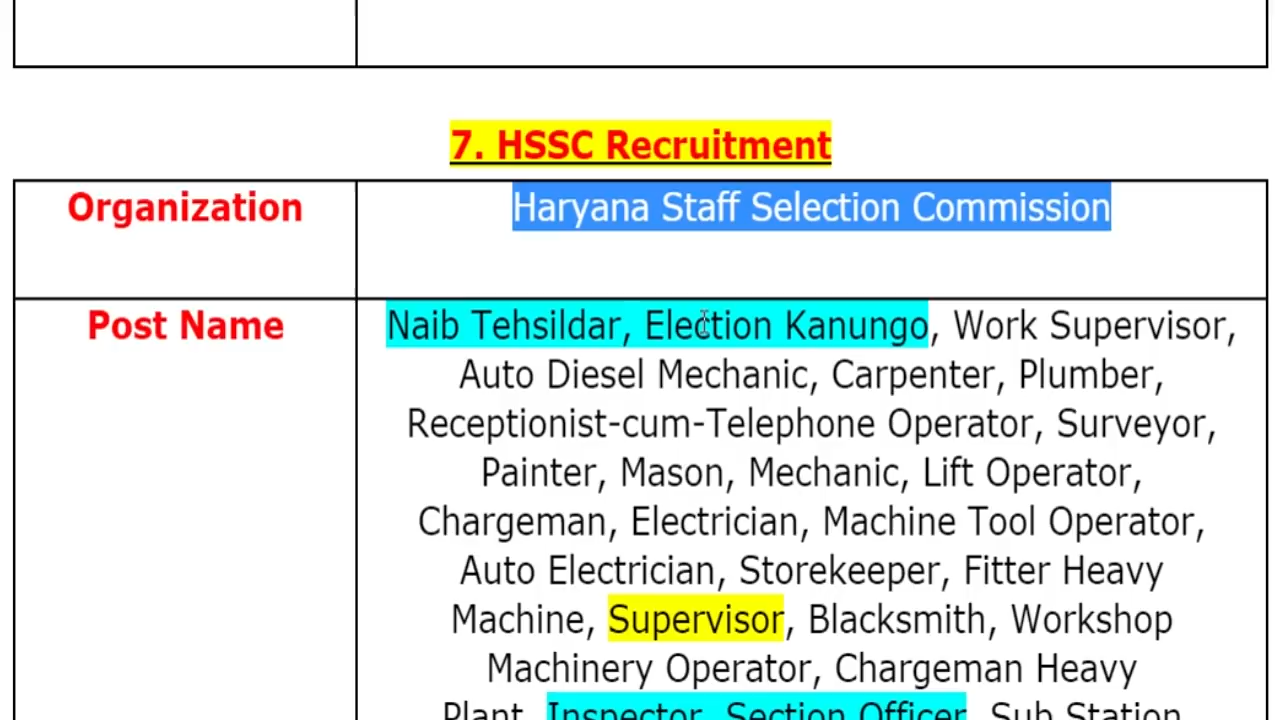 7. HSSC Recruitment
Organization
Haryana Staff Selection Commission
Post Name
Naib Tehsildar, Election Kanungo, Work Supervisor,
Auto Diesel Mechanic, Carpenter, Plumber,
Receptionist-cum-Telephone Operator, Surveyor,
Painter, Mason, Mechanic, Lift Operator,
Chargeman, Electrician, Machine Tool Operator,
Auto Electrician, Storekeeper, Fitter Heavy
Machine, Supervisor, Blacksmith, Workshop
Machinery Operator, Chargeman Heavy
Plant, Inspector, Section Officer, Sub Station